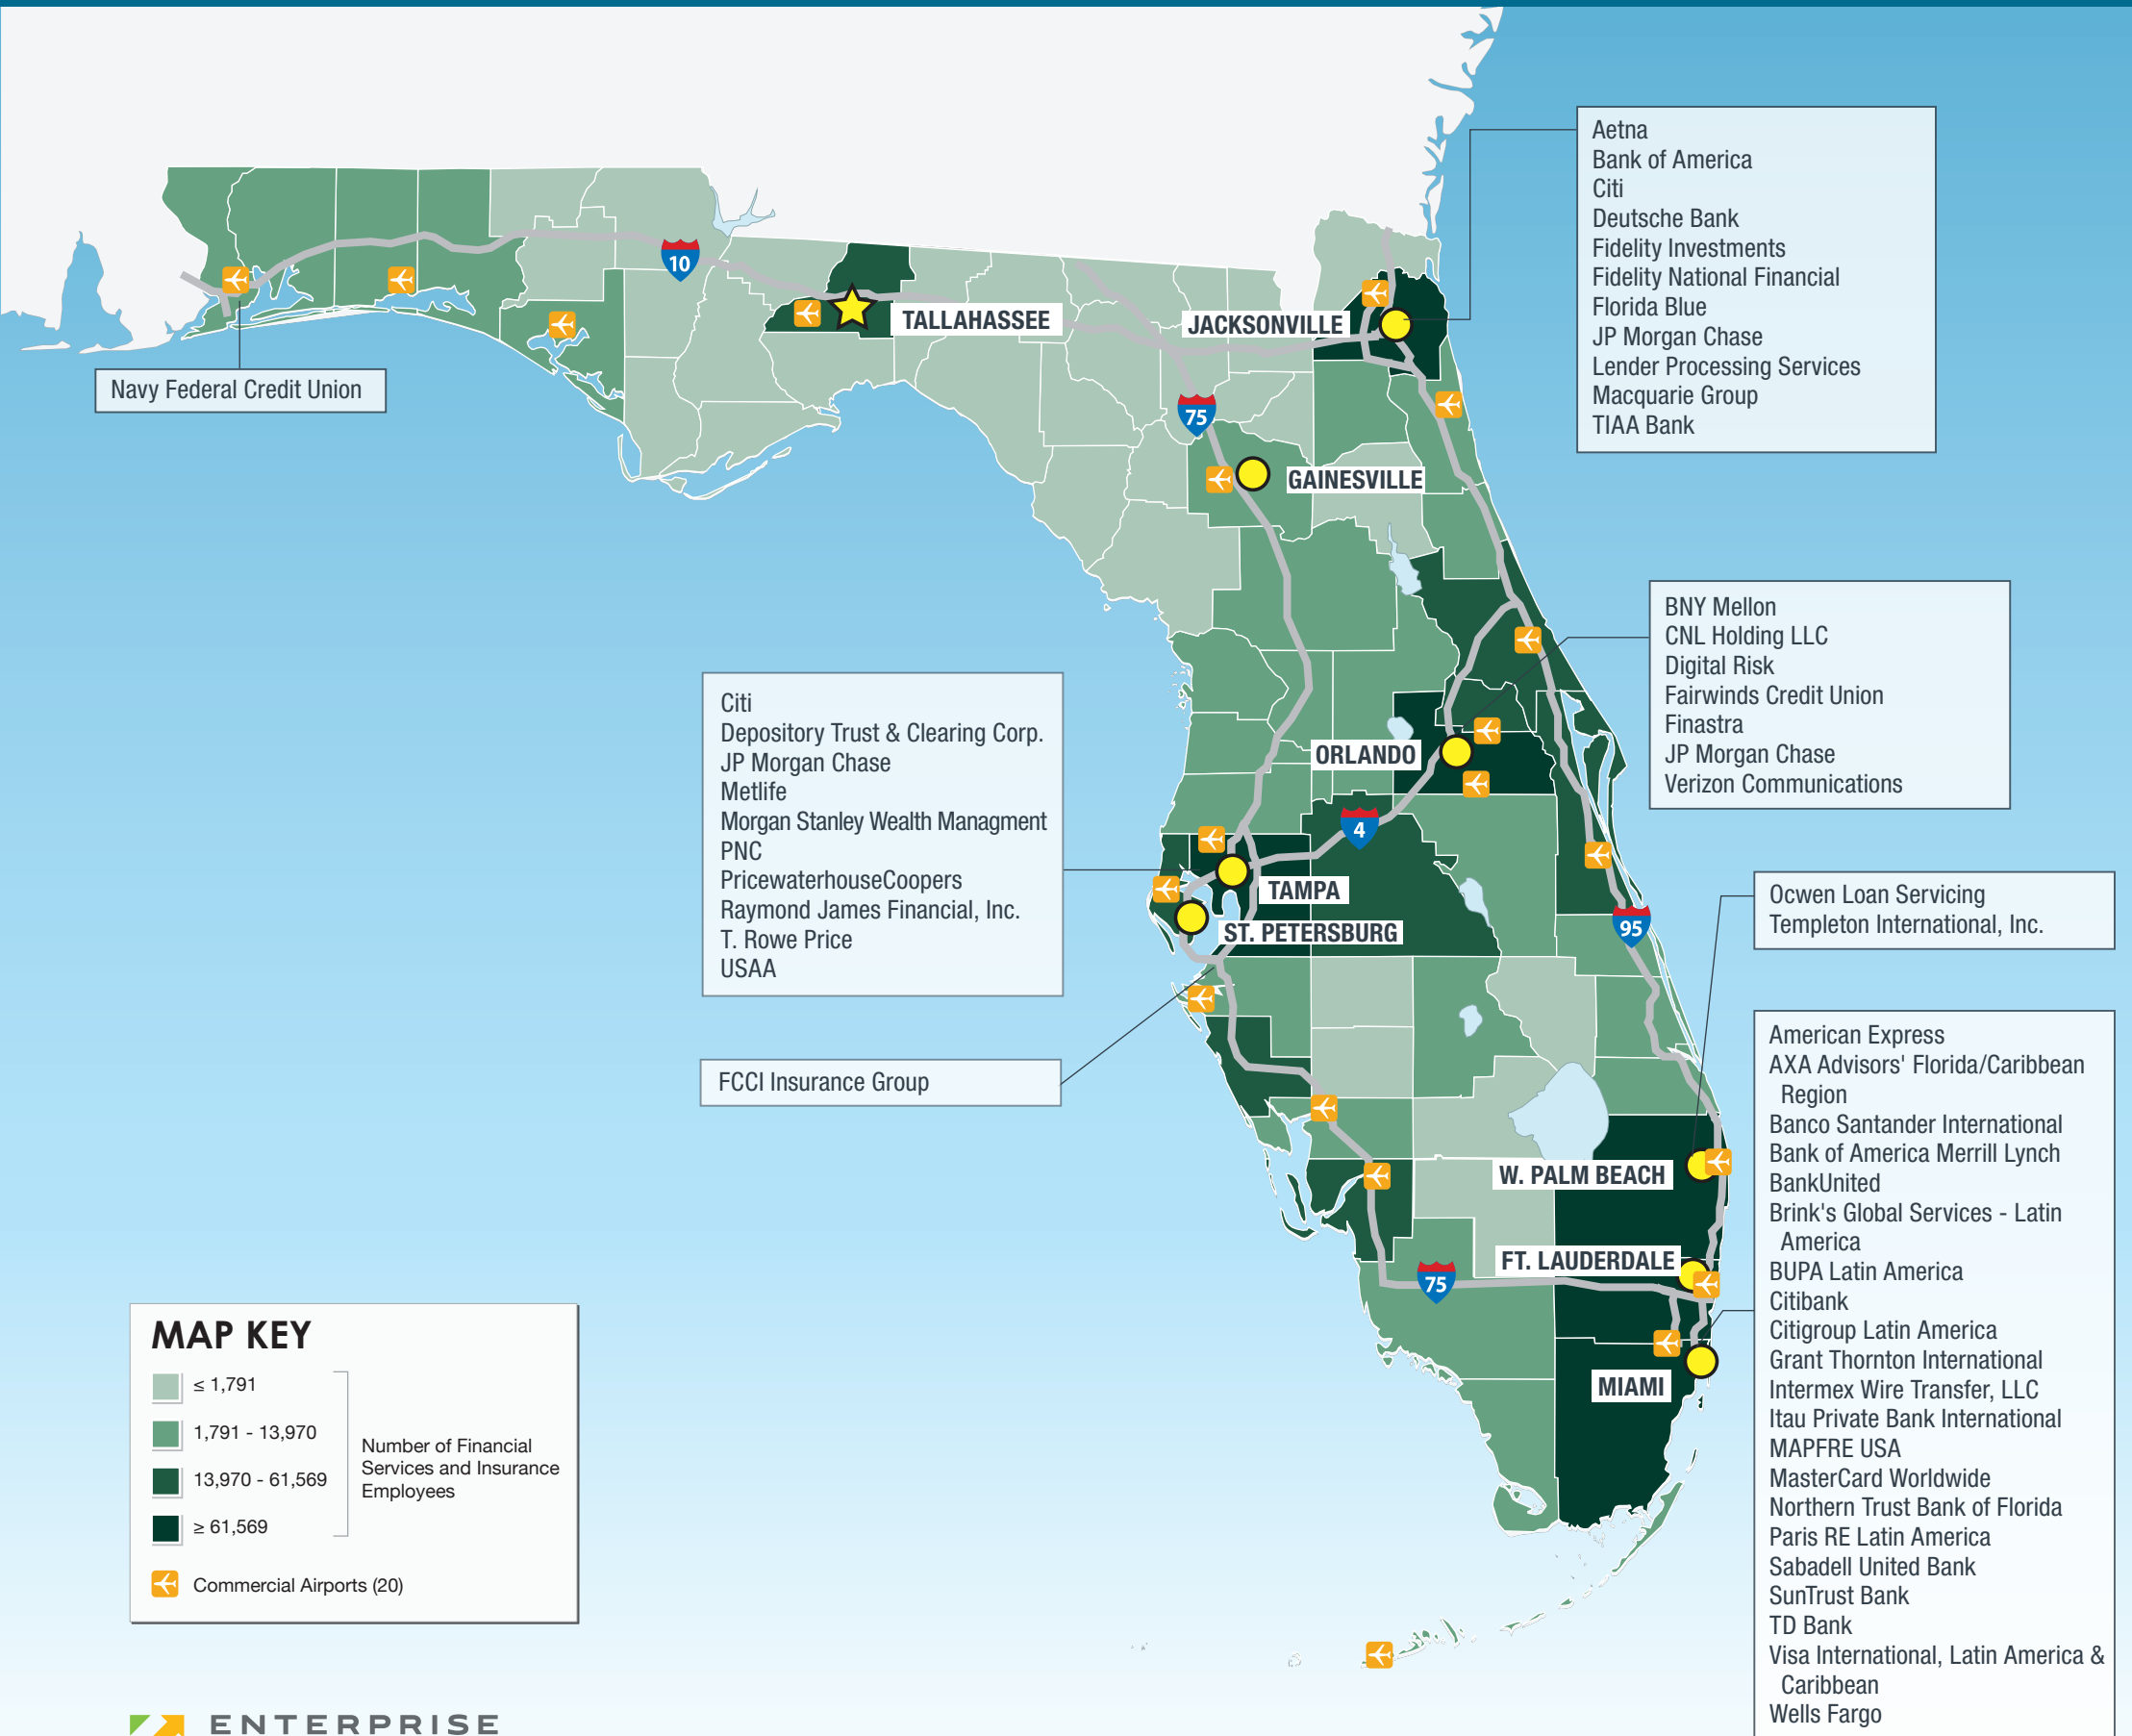 10
TALLAHASSEE
JACKSONVILLE
Aetna
Bank of America
Citi
Deutsche Bank
Fidelity Investments
Fidelity National Financial
Florida Blue
JP Morgan Chase
Lender Processing Services
Macquarie Group
TIAA Bank
Navy Federal Credit Union
75
GAINESVILLE
BNY Mellon
CNL Holding LLC
Digital Risk
Fairwinds Credit Union
Finastra
JP Morgan Chase
Verizon Communications
Citi
Depository Trust & Clearing Corp.
JP Morgan Chase
Metlife
Morgan Stanley Wealth Managment
PNC
PricewaterhouseCoopers
Raymond James Financial, Inc.
T. Rowe Price
USAA
ORLANDO
4
TAMPA
ST. PETERSBURG
95
Ocwen Loan Servicing
Templeton International, Inc.
FCCI Insurance Group
W. PALM BEACH
FT. LAUDERDALE
75
MIAMI
American Express
AXA Advisors' Florida/Caribbean
Region
Banco Santander International
Bank of America Merrill Lynch
BankUnited
Brink's Global Services - Latin
America
BUPA Latin America
Citibank
Citigroup Latin America
Grant Thornton International
Intermex Wire Transfer, LLC
Itau Private Bank International
MAPFRE USA
MasterCard Worldwide
Northern Trust Bank of Florida
Paris RE Latin America
Sabadell United Bank
SunTrust Bank
TD Bank
Visa International, Latin America &
Caribbean
Wells Fargo
MAP KEY
≤ 1,791
1,791 - 13,970
13,970 - 61,569
≥ 61,569
Number of Financial
Services and Insurance
Employees
Commercial Airports (20)
ENTERPRISE